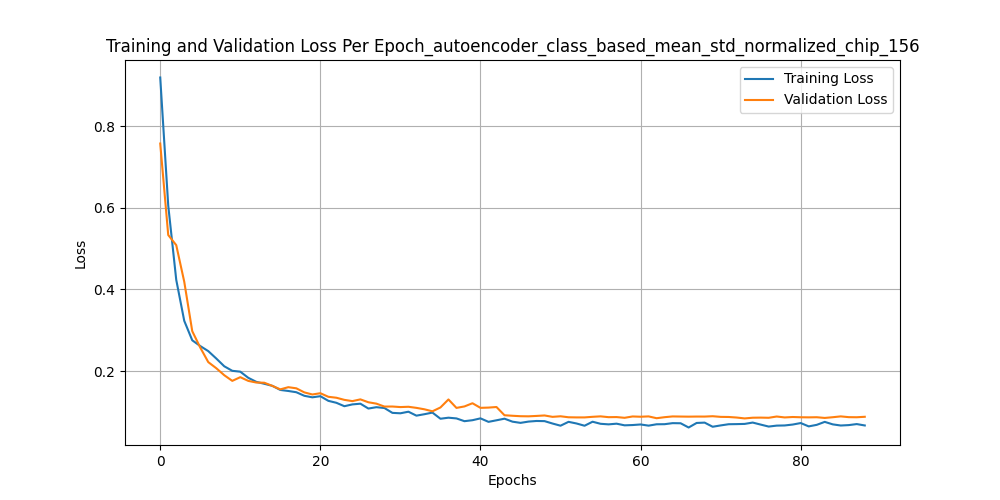 Training and Validation Loss Per Epoch_autoencoder_class_based_mean_std_normalized_chip_156
Training Loss
Validation Loss
Loss
0.8
0.6
0.4
0.2
0
20
40
60
80
Epochs